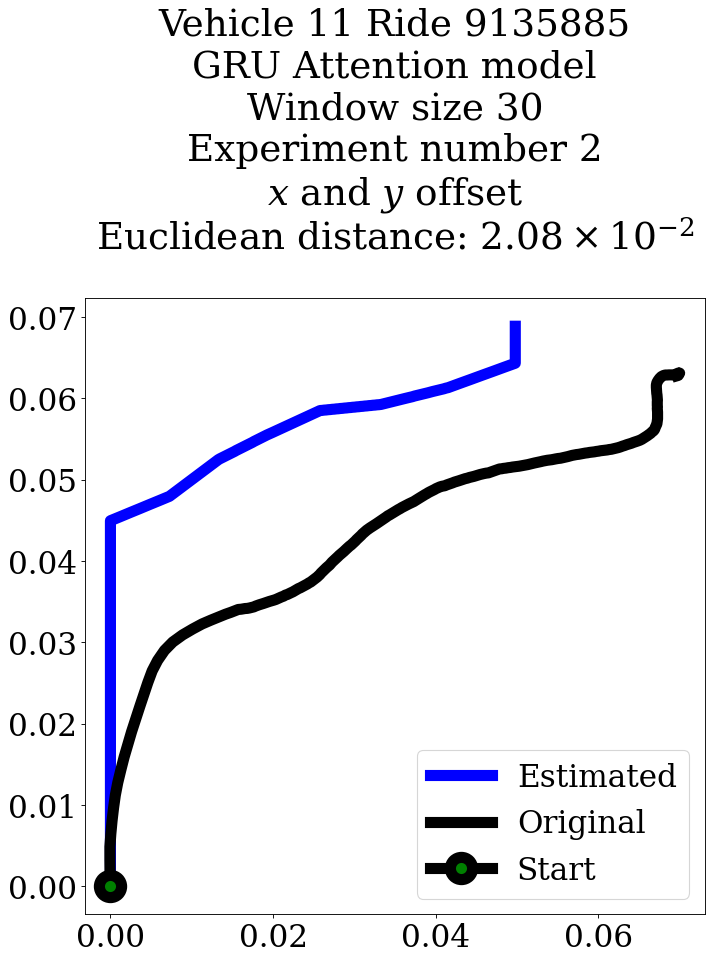 Vehicle 11 Ride 9135885
GRU Attention model
Window size 30
Experiment number 2
x and y offset
Euclidean distance: 2.08 × 10⁻²
0.07
0.06
0.05
0.04
0.03
0.02
0.01
0.00
Estimated
Original
Start
0.00 0.02 0.04 0.06